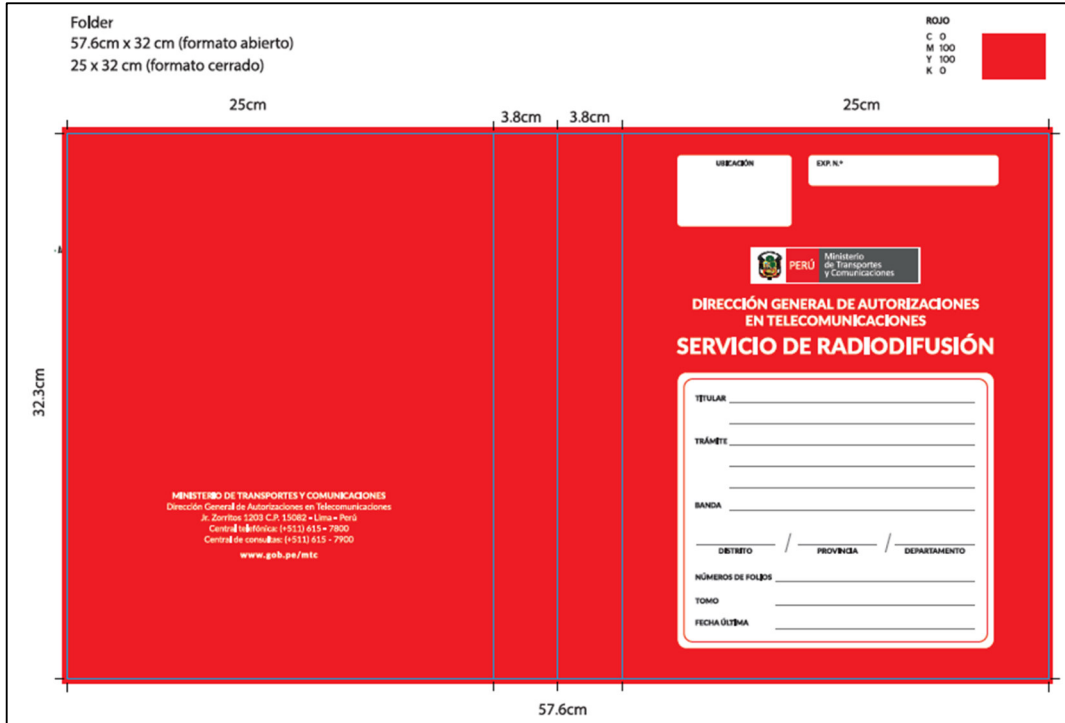 Folder
57.6cm x 32 cm (formato abierto)
25 x 32 cm (formato cerrado)
ROJO
C 0
M 100
Y 100
K 0
25cm
3.8cm
3.8cm
25cm
32.3cm
UBICACIÓN
EXP. N.º
PERÚ
Ministerio
de Transportes
y Comunicaciones
DIRECCIÓN GENERAL DE AUTORIZACIONES
EN TELECOMUNICACIONES
SERVICIO DE RADIODIFUSIÓN
TITULAR
TRÁMITE
BANDA
DISTRITO / PROVINCIA / DEPARTAMENTO
NÚMEROS DE FOLIOS
TOMO
FECHA ÚLTIMA
MINISTERIO DE TRANSPORTES Y COMUNICACIONES
Dirección General de Autorizaciones en Telecomunicaciones
Jr. Zorritos 1203 C.P. 15082 - Lima - Perú
Central telefónica: (+511) 615 - 7800
Central de consultas: (+511) 615 - 7900
www.gob.pe/mtc
57.6cm